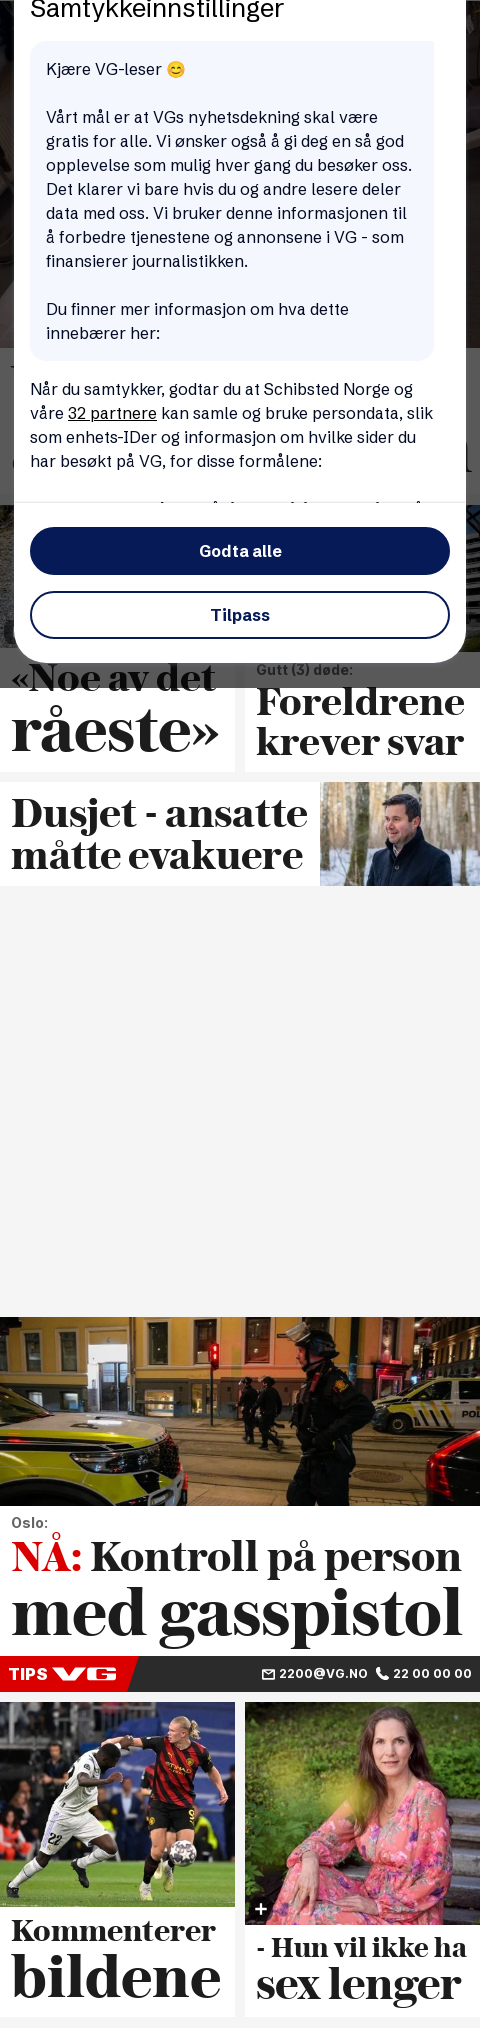 Samtykkeinnstillinger
Kjære VG-leser 😊
Vårt mål er at VGs nyhetsdekning skal være
gratis for alle. Vi ønsker også å gi deg en så god
opplevelse som mulig hver gang du besøker oss.
Det klarer vi bare hvis du og andre lesere deler
data med oss. Vi bruker denne informasjonen til
å forbedre tjenestene og annonsene i VG - som
finansierer journalistikken.
Du finner mer informasjon om hva dette
innebærer her:
Når du samtykker, godtar du at Schibsted Norge og
våre 32 partnere kan samle og bruke persondata, slik
som enhets-IDer og informasjon om hvilke sider du
har besøkt på VG, for disse formålene:
Godta alle
Tilpass
«Noe av det
råeste»
Gutt (3) døde:
Foreldrene
krever svar
Dusjet - ansatte
måtte evakuere
Oslo:
NÅ: Kontroll på person
med gasspistol
TIPS VG
2200@VG.NO 22 00 00 00
Kommenterer
bildene
- Hun vil ikke ha
sex lenger